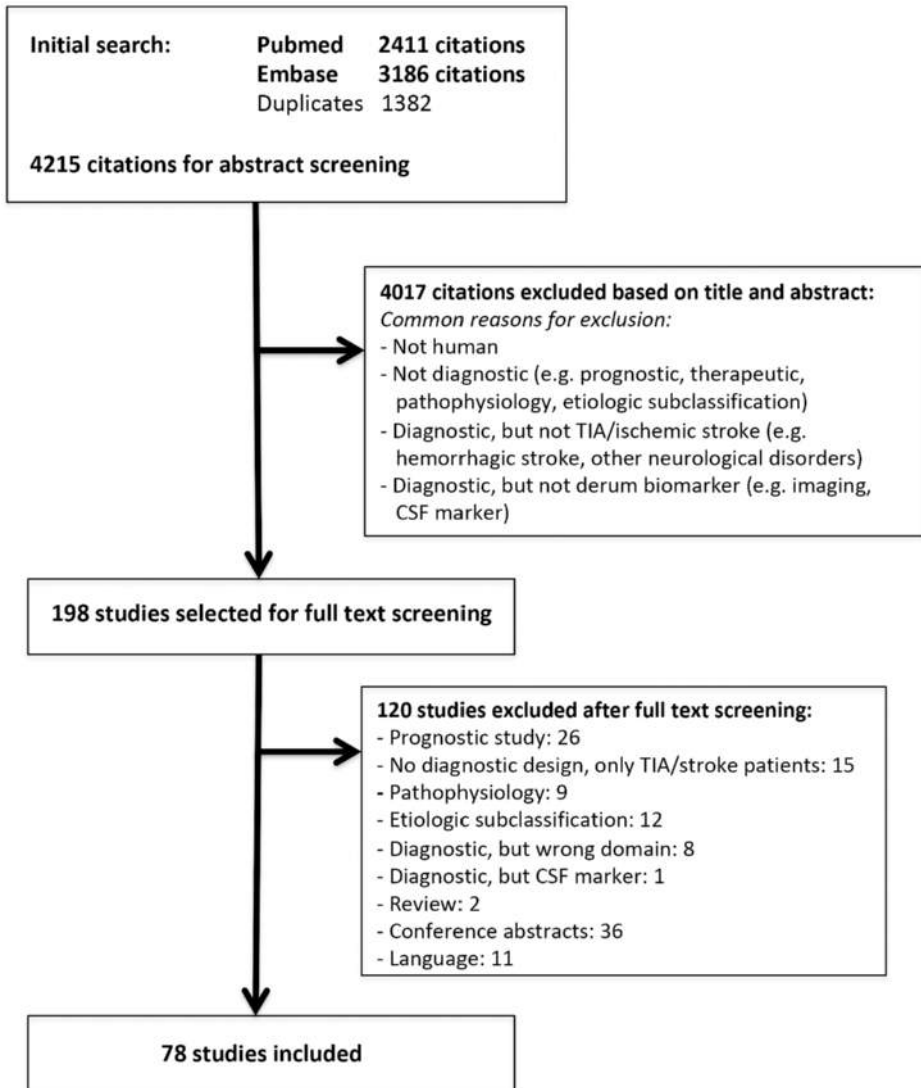 Initial search: Pubmed 2411 citations
Embase 3186 citations
Duplicates 1382
4215 citations for abstract screening
4017 citations excluded based on title and abstract:
Common reasons for exclusion:
- Not human
- Not diagnostic (e.g. prognostic, therapeutic,
pathophysiology, etiologic subclassification)
- Diagnostic, but not TIA/ischemic stroke (e.g.
hemorrhagic stroke, other neurological disorders)
- Diagnostic, but not derum biomarker (e.g. imaging,
CSF marker)
198 studies selected for full text screening
120 studies excluded after full text screening:
- Prognostic study: 26
- No diagnostic design, only TIA/stroke patients: 15
- Pathophysiology: 9
- Etiologic subclassification: 12
- Diagnostic, but wrong domain: 8
- Diagnostic, but CSF marker: 1
- Review: 2
- Conference abstracts: 36
- Language: 11
78 studies included